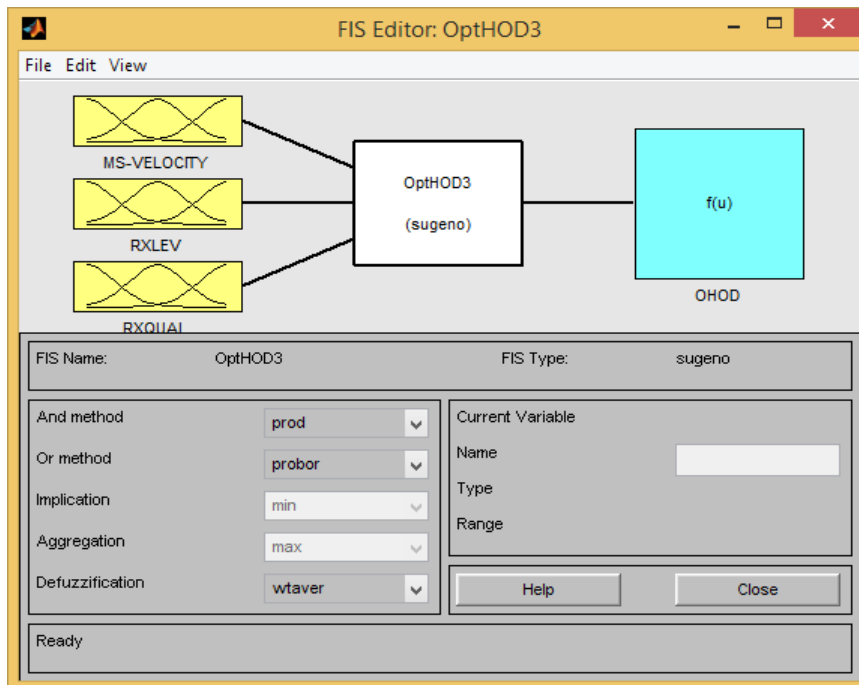 FIS Editor: OptHOD3
File Edit View
MS-VELOCITY
RXLEV
RXQUAL
OptHOD3
(sugeno)
f(u)
OHOD
FIS Name: OptHOD3 FIS Type: sugeno
And method prod
Or method probor
Implication min
Aggregation max
Defuzzification wtaver
Current Variable
Name
Type
Range
Help Close
Ready